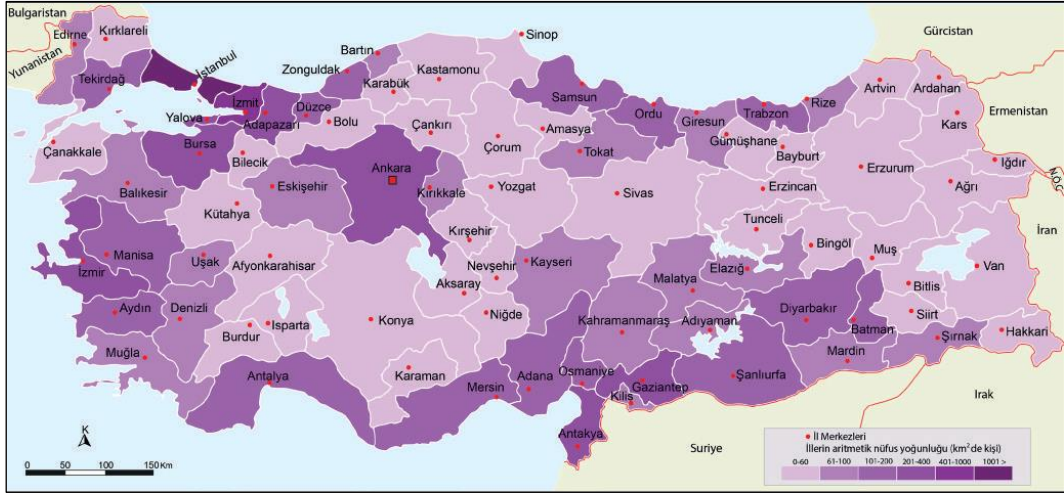 Bulgaristan
Yunanistan
Gürcistan
Ermenistan
N.Ö.C.
İran
Irak
Suriye
Edirne
Kırklareli
Tekirdağ
İstanbul
İzmit
Yalova
Adapazarı
Düzce
Zonguldak
Bartın
Karabük
Kastamonu
Sinop
Bolu
Çankırı
Çorum
Amasya
Samsun
Ordu
Giresun
Trabzon
Rize
Artvin
Ardahan
Kars
Gümüşhane
Bayburt
Tokat
Çanakkale
Bursa
Bilecik
Balıkesir
Eskişehir
Ankara
Kırıkkale
Yozgat
Sivas
Erzincan
Erzurum
Iğdır
Ağrı
Kütahya
Kırşehir
Tunceli
Bingöl
Muş
Van
Manisa
İzmir
Uşak
Afyonkarahisar
Nevşehir
Kayseri
Aksaray
Malatya
Elazığ
Bitlis
Siirt
Diyarbakır
Batman
Aydın
Denizli
Burdur
Isparta
Konya
Niğde
Kahramanmaraş
Adıyaman
Şırnak
Hakkari
Mardin
Muğla
Antalya
Karaman
Mersin
Adana
Osmaniye
Gaziantep
Kilis
Şanlıurfa
Antakya
K
0 50 100 150 Km
İl Merkezleri
İllerin aritmetik nüfus yoğunluğu (km²de kişi)
0-60 61-100 101-200 201-400 401-1000 1001 >